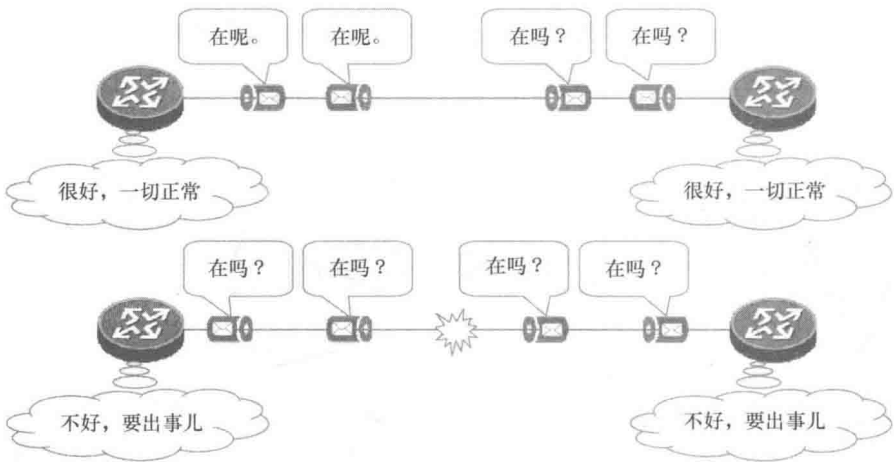 在呢。
在呢。
在吗？
在吗？
很好，一切正常
很好，一切正常
在吗？
在吗？
在吗？
在吗？
不好，要出事儿
不好，要出事儿